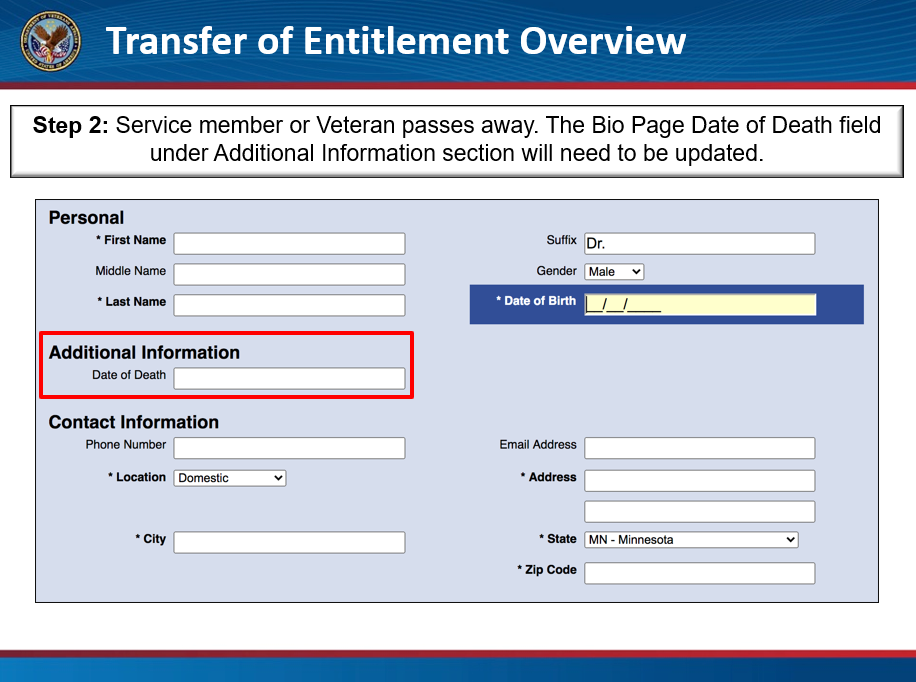 Transfer of Entitlement Overview
Step 2: Service member or Veteran passes away. The Bio Page Date of Death field
under Additional Information section will need to be updated.
Personal
* First Name
Suffix Dr.
Middle Name
Gender Male
* Last Name
* Date of Birth __/__/____
Additional Information
Date of Death
Contact Information
Phone Number
Email Address
* Location Domestic
* Address
* City
* State MN - Minnesota
* Zip Code